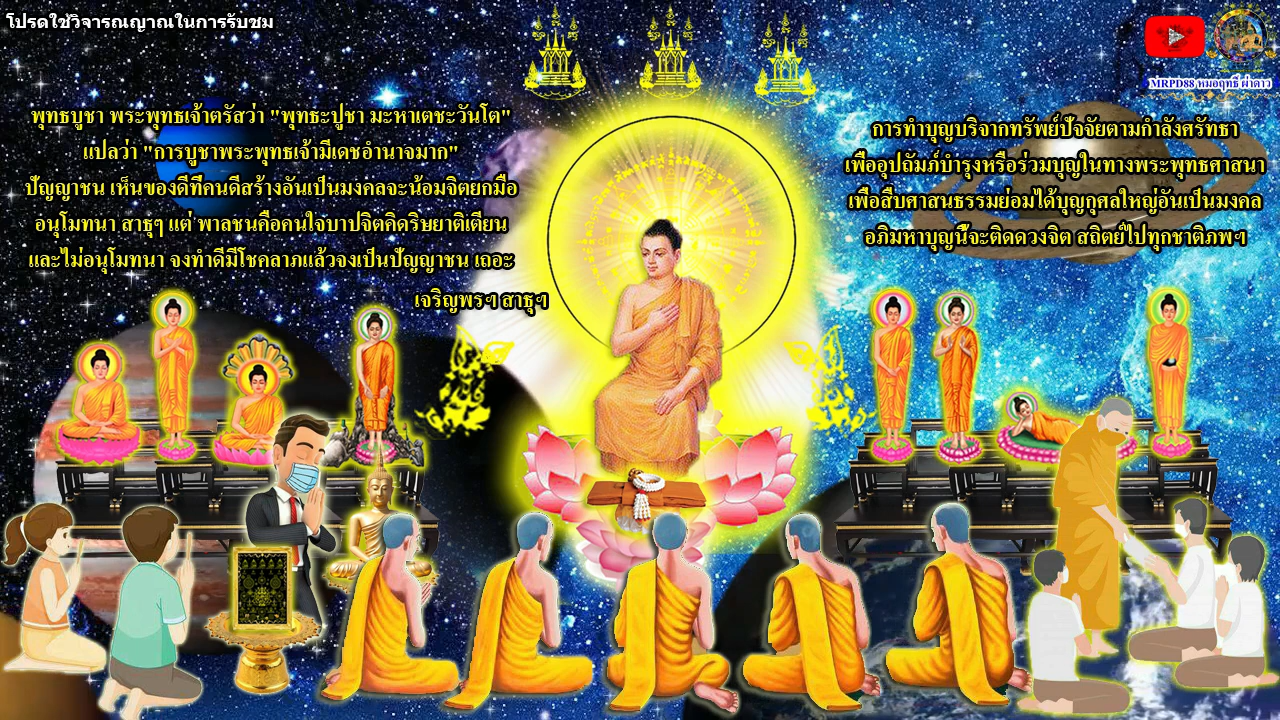 โปรดใช้วิจารณญาณในการรับชม
MRPD88 หมอฤทธิ์ ฝ่าดาว
พุทธบูชา พระพุทธเจ้าตรัสว่า "พุทธะปูชา มะหาเตชะวันโต"
แปลว่า "การบูชาพระพุทธเจ้ามีเดชอำนาจมาก"
ปัญญาชน เห็นของดีที่คนดีสร้างอันเป็นมงคลจะน้อมจิตยกมือ
อนุโมทนา สาธุๆ แต่ พาลชนคือคนใจบาปจิตคิดริษยาติเตียน
และไม่อนุโมทนา จงทำดีมีโชคลาภแล้วจงเป็นปัญญาชน เถอะ
เจริญพรฯ สาธุฯ
การทำบุญบริจากทรัพย์ปัจจัยตามกำลังศรัทธา
เพื่ออุปถัมภ์บำรุงหรือร่วมบุญในทางพระพุทธศาสนา
เพื่อสืบศาสนธรรมย่อมได้บุญกุศลใหญ่อันเป็นมงคล
อภิมหาบุญนี้จะติดดวงจิต สถิตย์ไปทุกชาติภพฯ